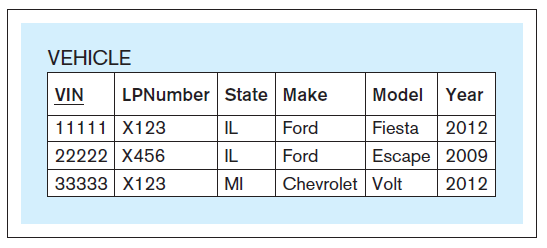 VEHICLE
VIN LPNumber State Make Model Year
11111 X123 IL Ford Fiesta 2012
22222 X456 IL Ford Escape 2009
33333 X123 MI Chevrolet Volt 2012